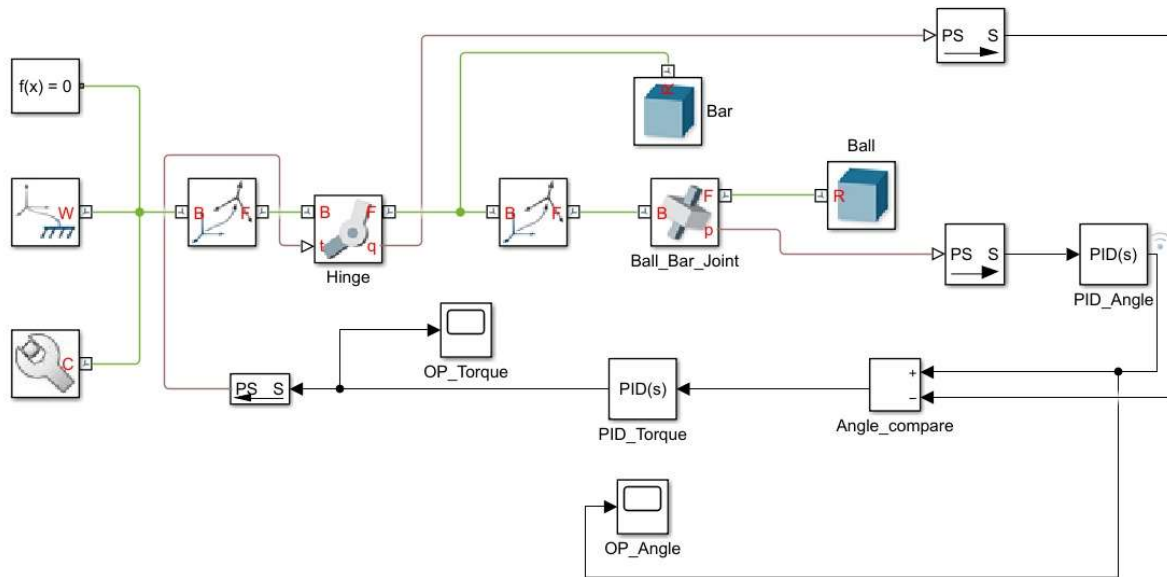 PS S
f(x) = 0
R
Bar
Ball
W
B F
B F
t q
Hinge
B F
B F
p
Ball_Bar_Joint
R
PS S
PID(s)
PID_Angle
C
OP_Torque
PS S
PID(s)
PID_Torque
+
−
Angle_compare
OP_Angle